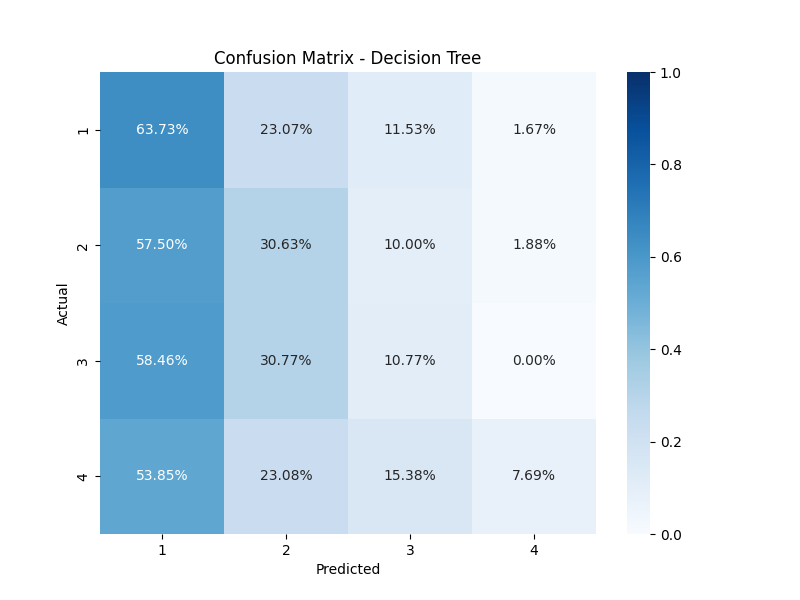 Confusion Matrix - Decision Tree
1 63.73% 23.07% 11.53% 1.67%
2 57.50% 30.63% 10.00% 1.88%
3 58.46% 30.77% 10.77% 0.00%
4 53.85% 23.08% 15.38% 7.69%
1 2 3 4
Predicted
Actual
1.0
0.8
0.6
0.4
0.2
0.0